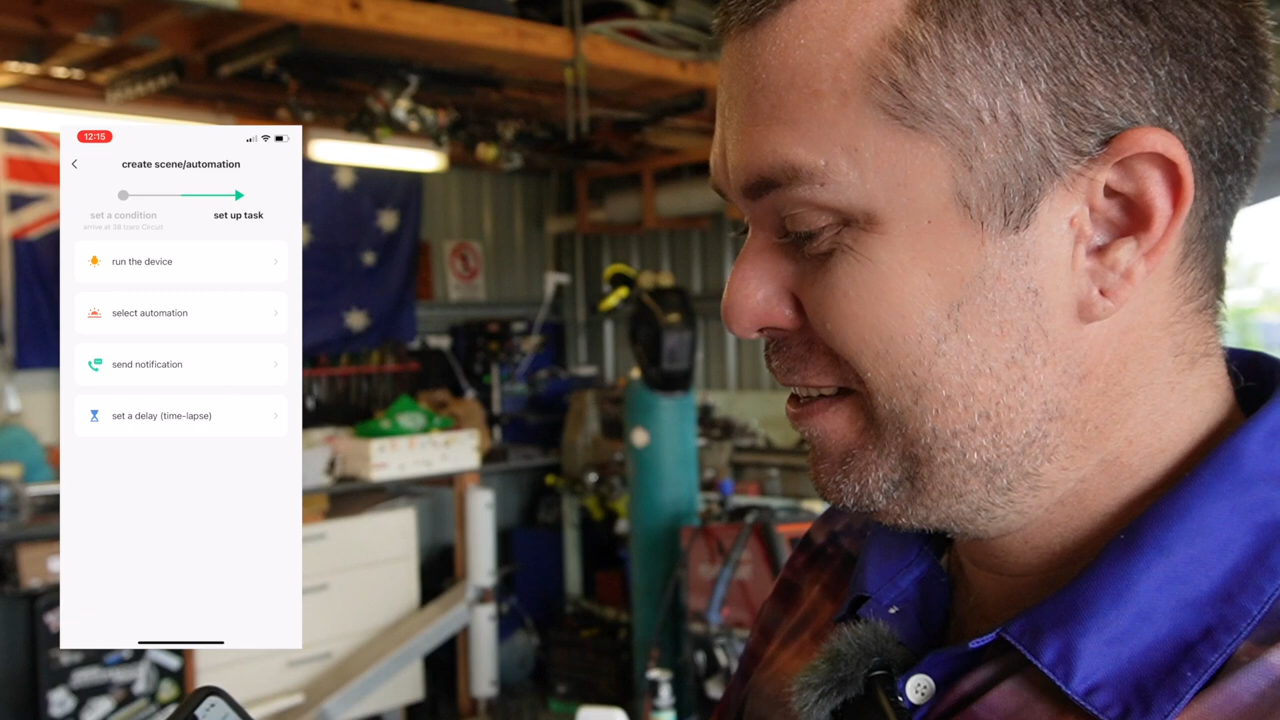 12:15
create scene/automation
set a condition
set up task
arrive at 38 Izaro Circuit
run the device
select automation
send notification
set a delay (time-lapse)